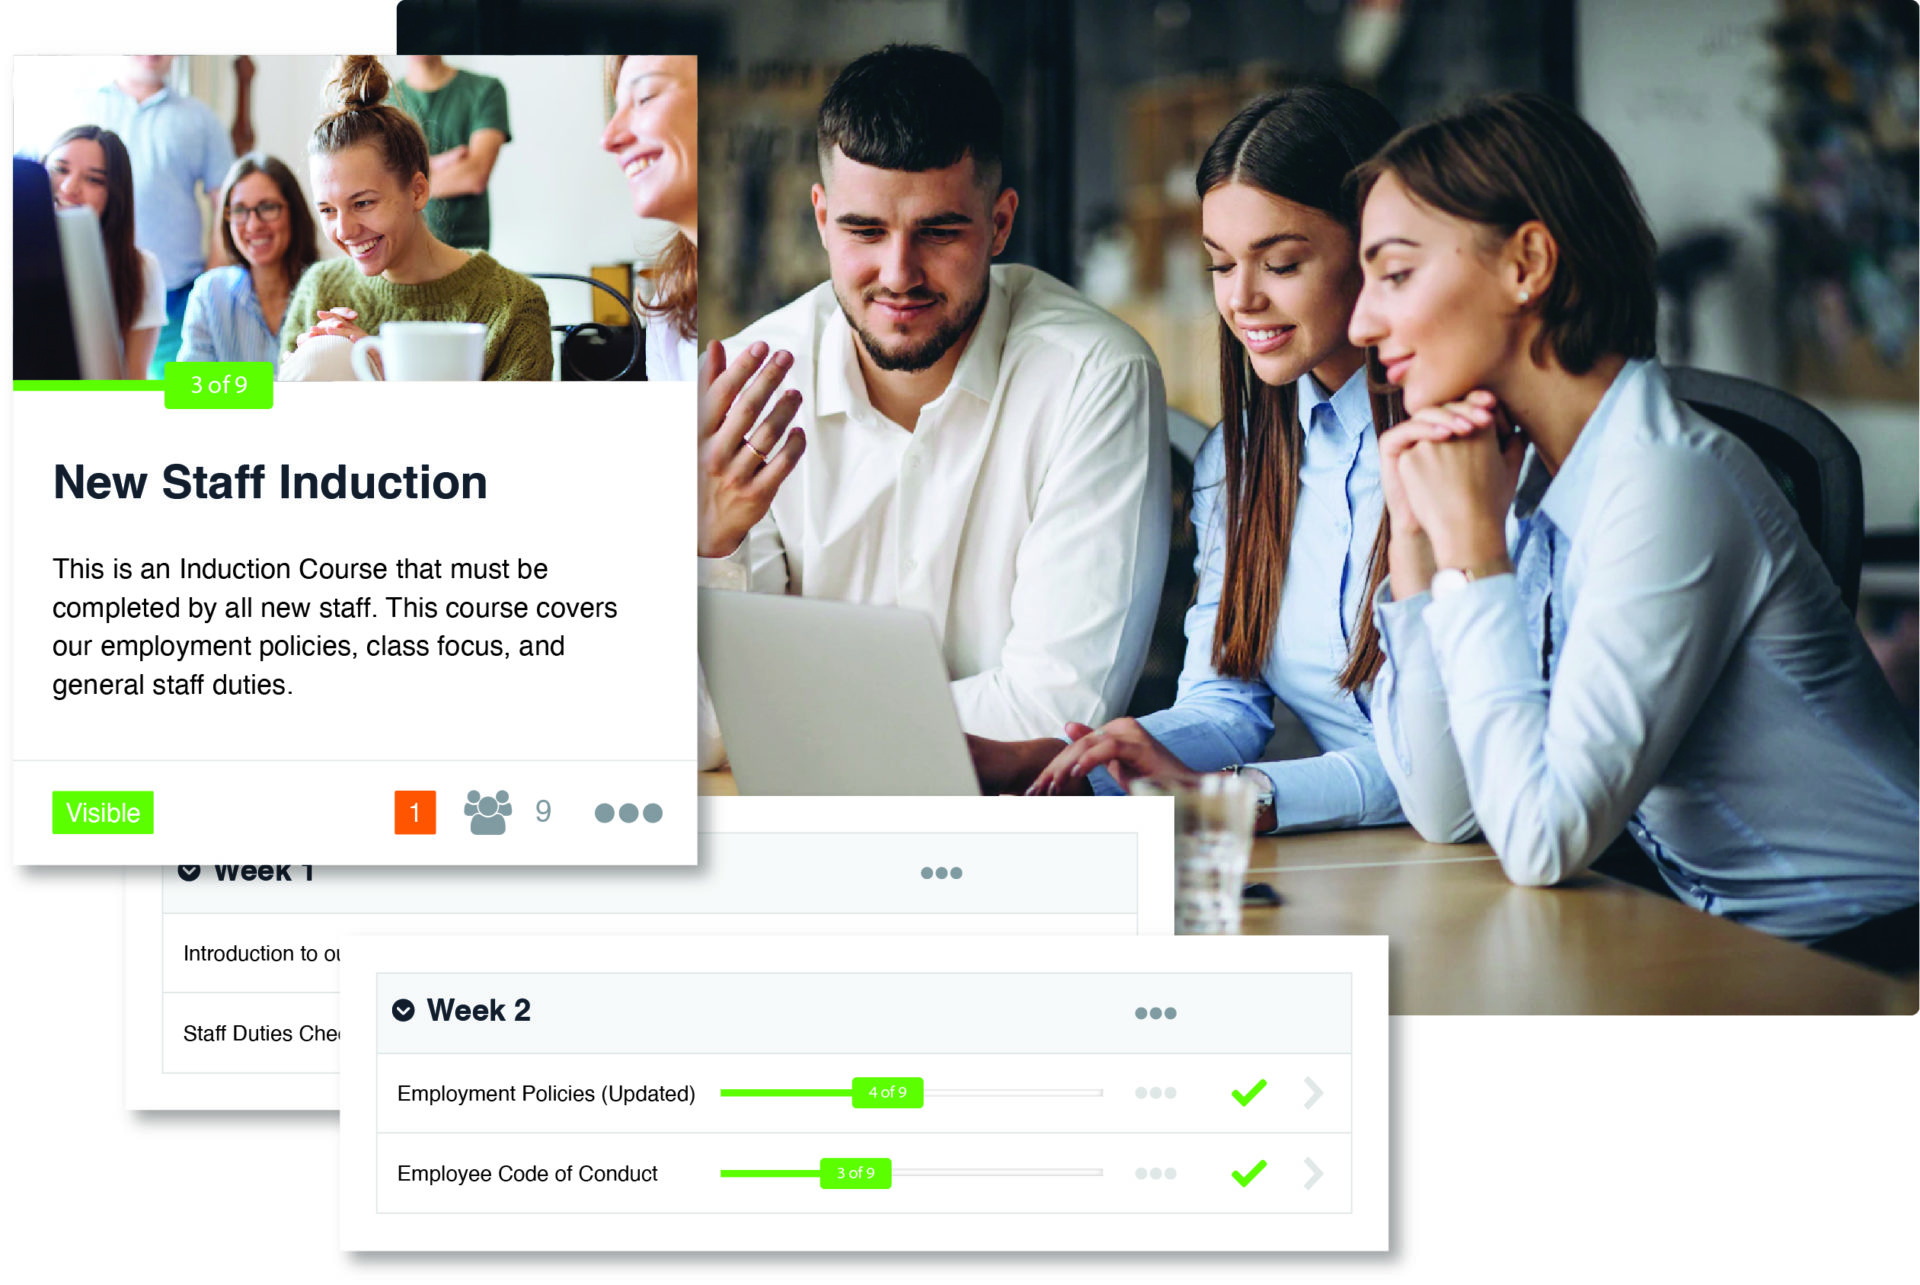 3 of 9
New Staff Induction
This is an Induction Course that must be
completed by all new staff. This course covers
our employment policies, class focus, and
general staff duties.
Visible
1
9
Week 1
Introduction to
Staff Duties
Week 2
Employment Policies (Updated)
4 of 9
Employee Code of Conduct
3 of 9